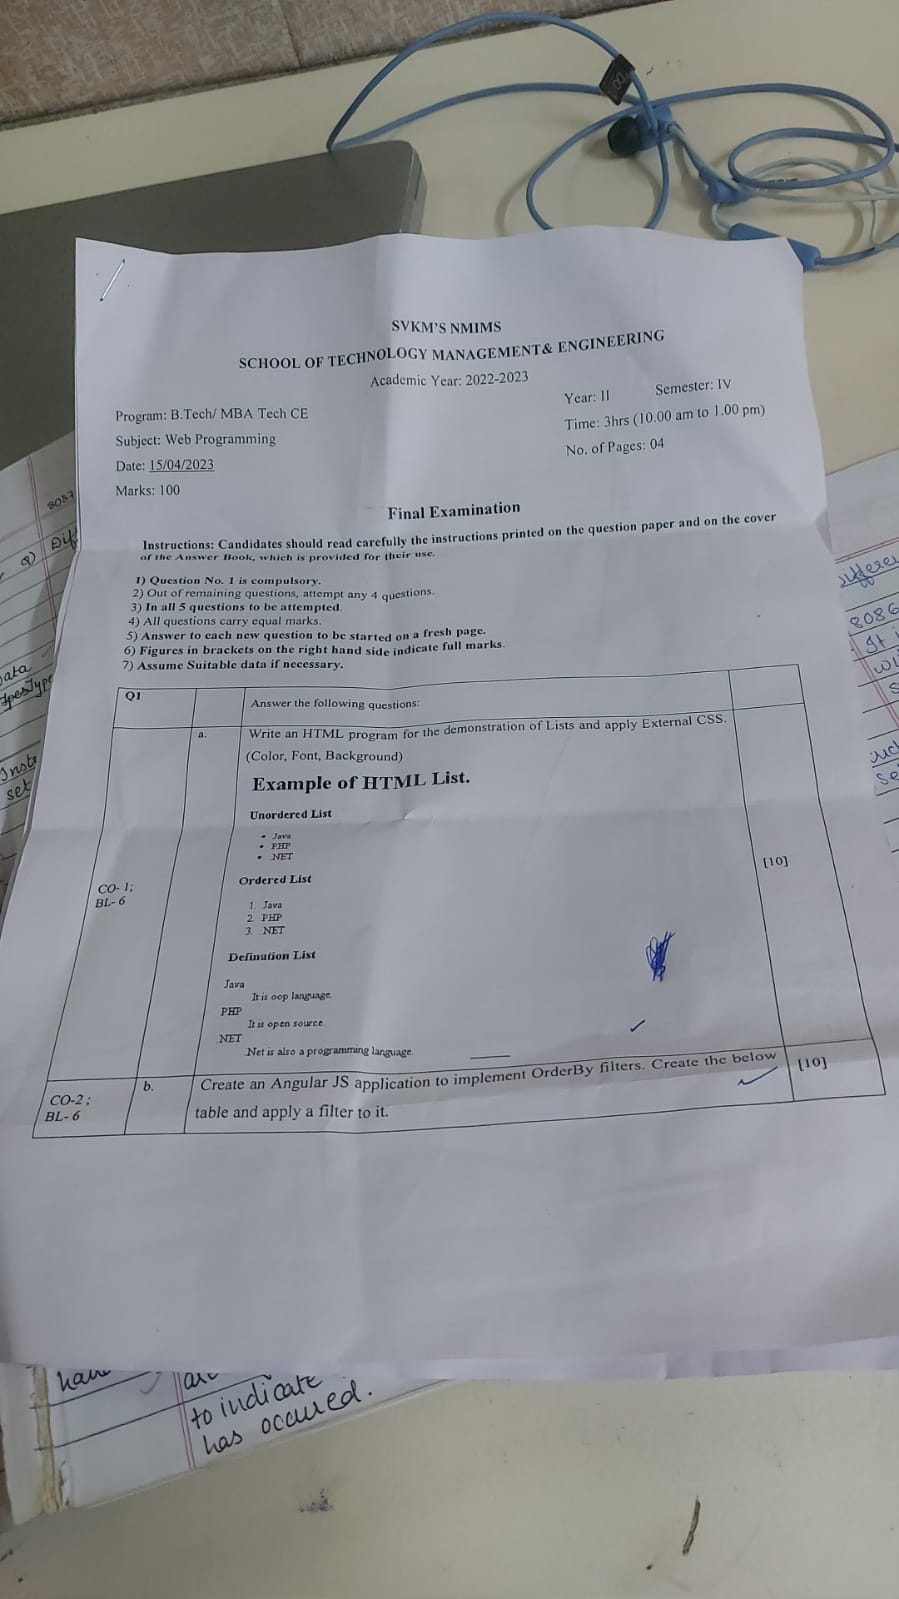 SVKM'S NMIMS
SCHOOL OF TECHNOLOGY MANAGEMENT& ENGINEERING
Academic Year: 2022-2023
Program: B.Tech/ MBA Tech CE
Year: II Semester: IV
Subject: Web Programming
Time: 3hrs (10.00 am to 1.00 pm)
Date: 15/04/2023
No. of Pages: 04
Marks: 100
Final Examination
Instructions: Candidates should read carefully the instructions printed on the question paper and on the cover
of the Answer Book, which is provided for their use.
1) Question No. 1 is compulsory.
2) Out of remaining questions, attempt any 4 questions.
3) In all 5 questions to be attempted.
4) All questions carry equal marks.
5) Answer to each new question to be started on a fresh page.
6) Figures in brackets on the right hand side indicate full marks.
7) Assume Suitable data if necessary.
Q1 Answer the following questions:
a. Write an HTML program for the demonstration of Lists and apply External CSS.
(Color, Font, Background)
Example of HTML List.
Unordered List
• Java
• PHP
• .NET
[10]
Ordered List
CO- 1;
BL- 6
1. Java
2. PHP
3. .NET
Defination List
Java
It is oop language.
PHP
It is open source.
.NET
.Net is also a programming language.
CO-2 ;
BL- 6
b. Create an Angular JS application to implement OrderBy filters. Create the below
table and apply a filter to it.
[10]
8087
Q)
8086
It
set
to indicate
has occured.